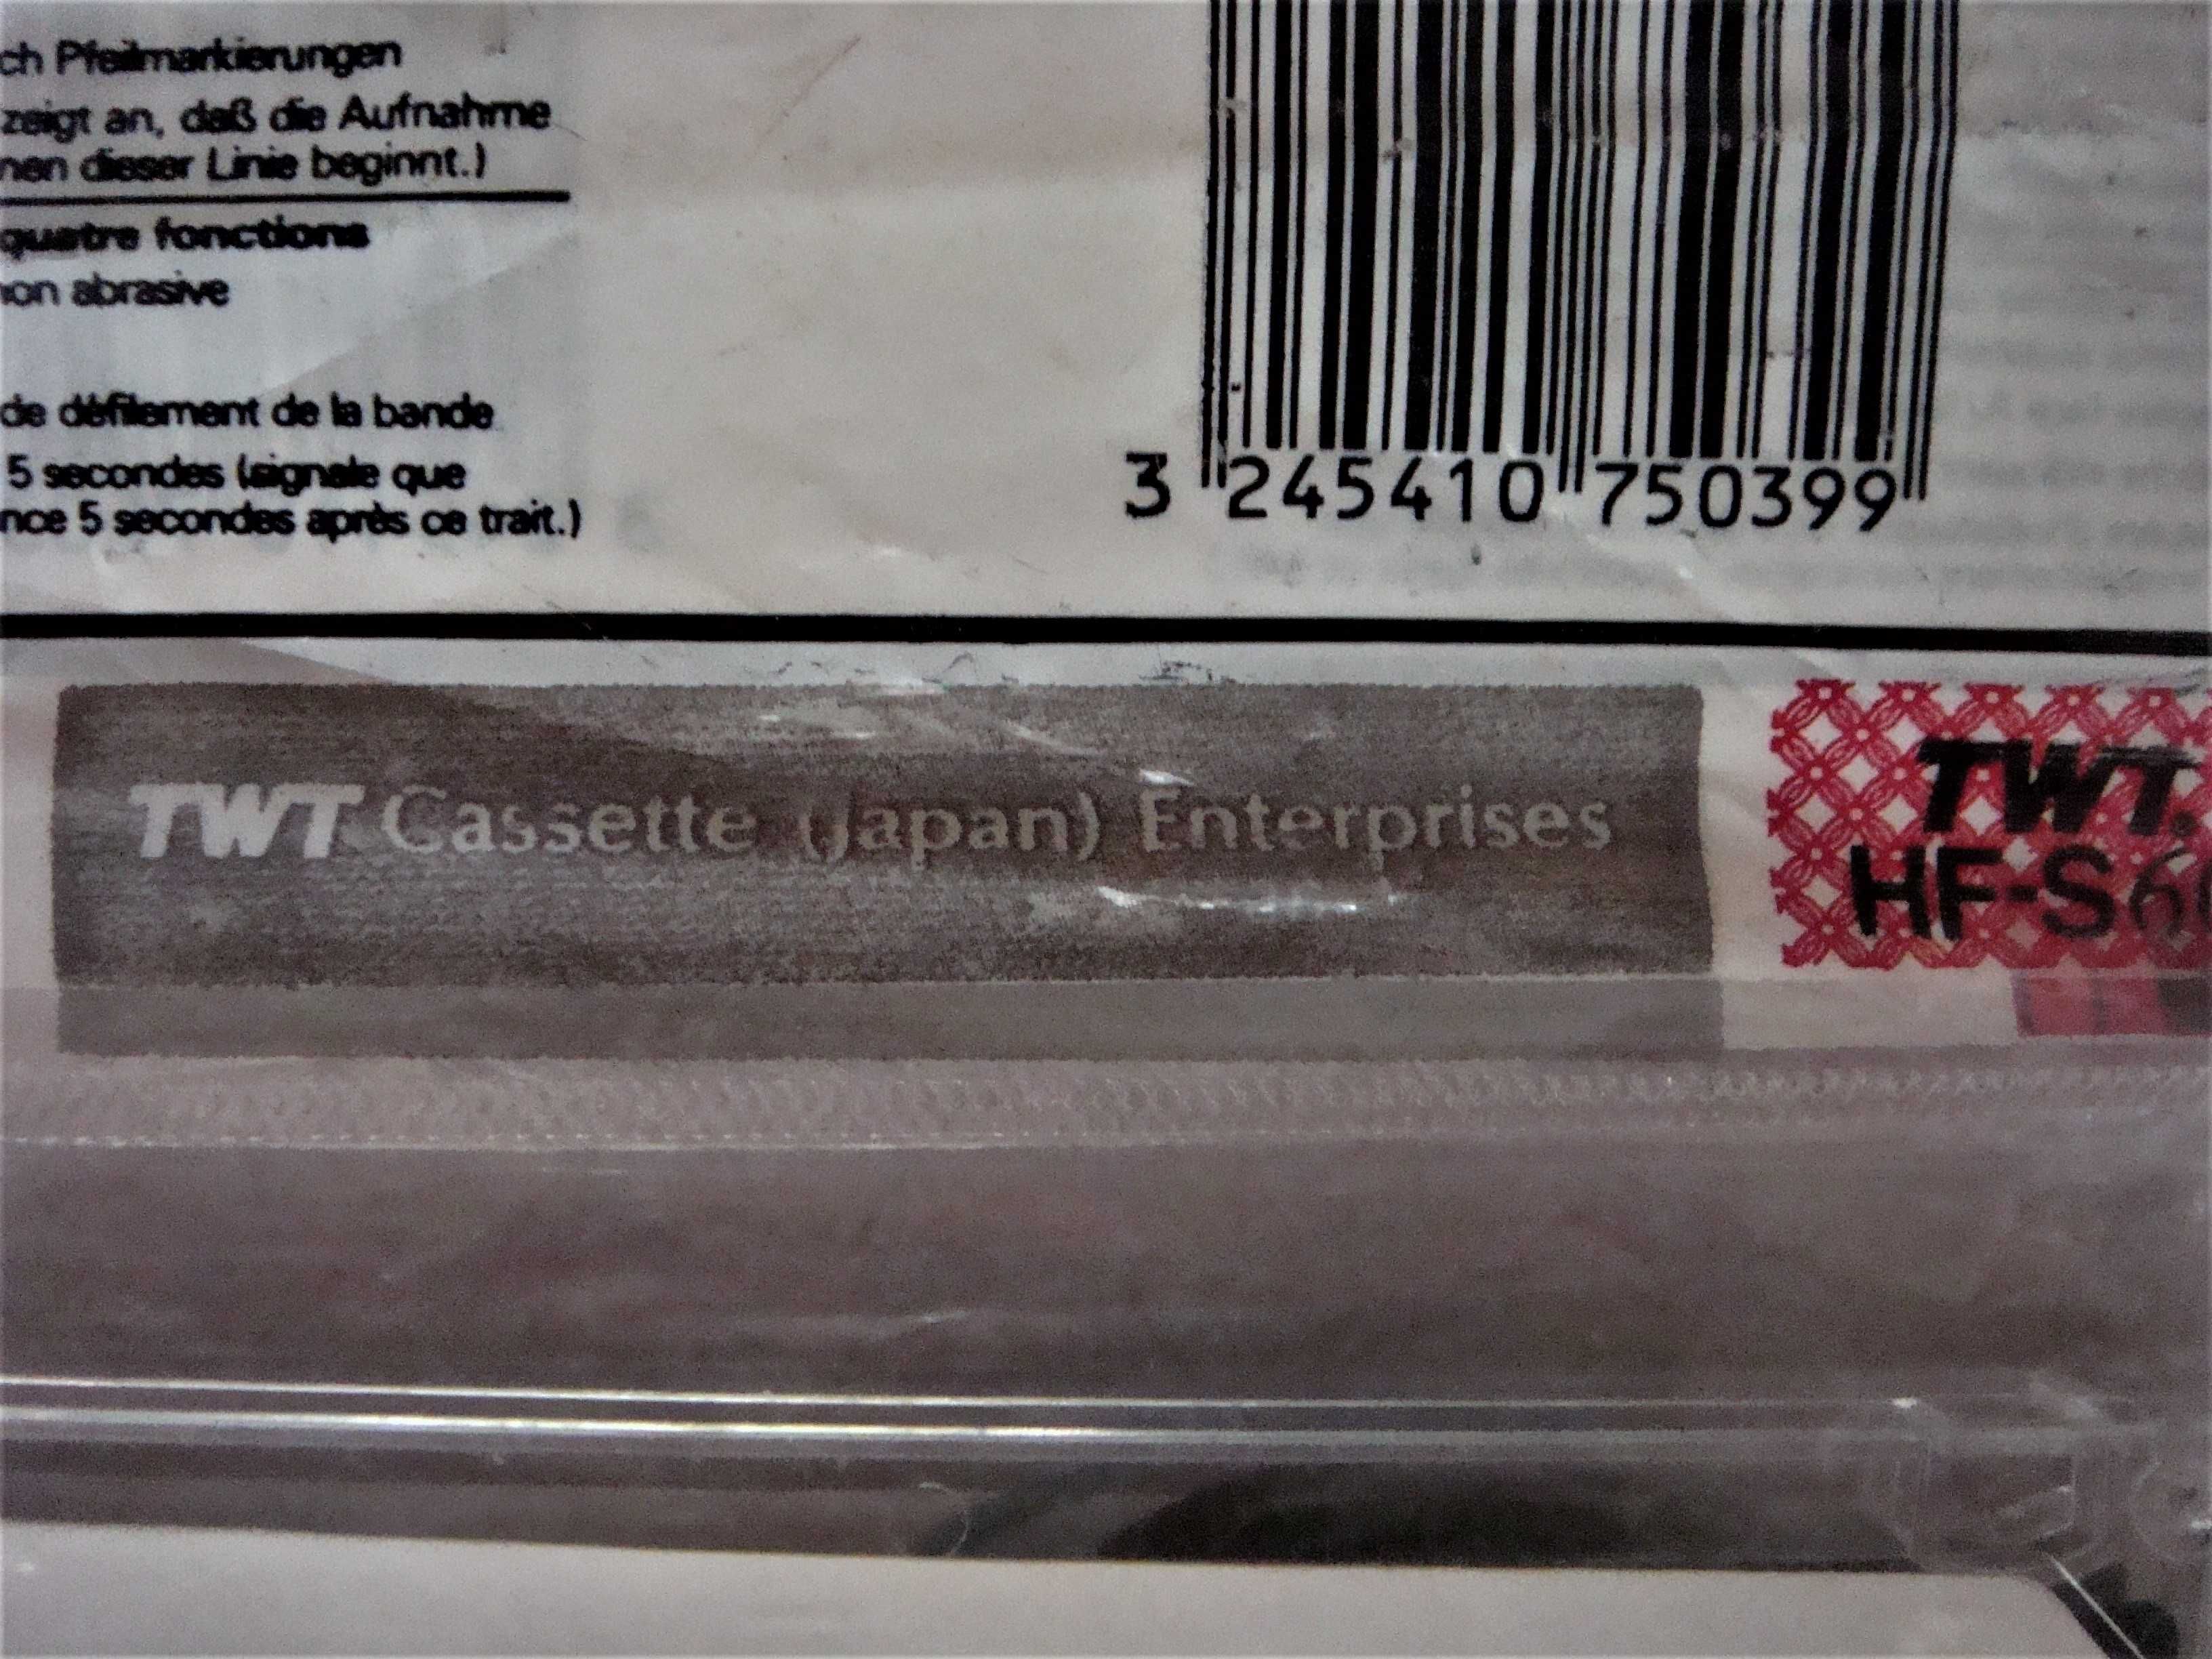 ch Pfeilmarkierungen
zeigt an, daß die Aufnahme
nen dieser Linie beginnt.)
quatre fonctions
non abrasive
de défilement de la bande
5 secondes (signale que
nce 5 secondes après ce trait.)
3 245410 750399
TWT Cassette (Japan) Enterprises
TWT.
HF-S60